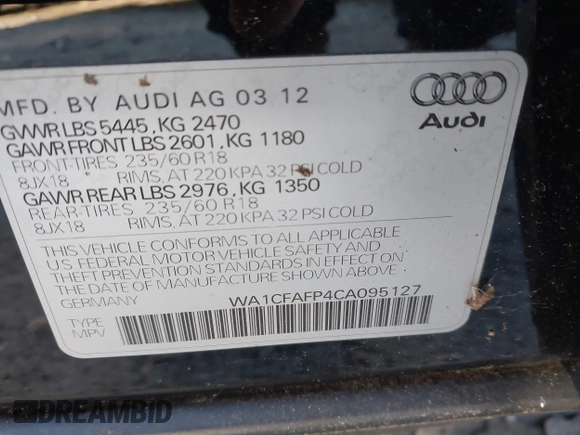 MFD. BY AUDI AG 03 12
GVWR LBS 5445, KG 2470
GAWR FRONT LBS 2601, KG 1180
FRONT-TIRES 235/60 R18
8JX18 RIMS, AT 220 KPA 32 PSI COLD
GAWR REAR LBS 2976, KG 1350
REAR-TIRES 235/60 R18
8JX18 RIMS, AT 220 KPA 32 PSI COLD
THIS VEHICLE CONFORMS TO ALL APPLICABLE
US FEDERAL MOTOR VEHICLE SAFETY AND
THEFT PREVENTION STANDARDS IN EFFECT ON
THE DATE OF MANUFACTURE SHOWN ABOVE.
GERMANY WA1CFAFP4CA095127
TYPE
MPV
Audi
DREAMBID